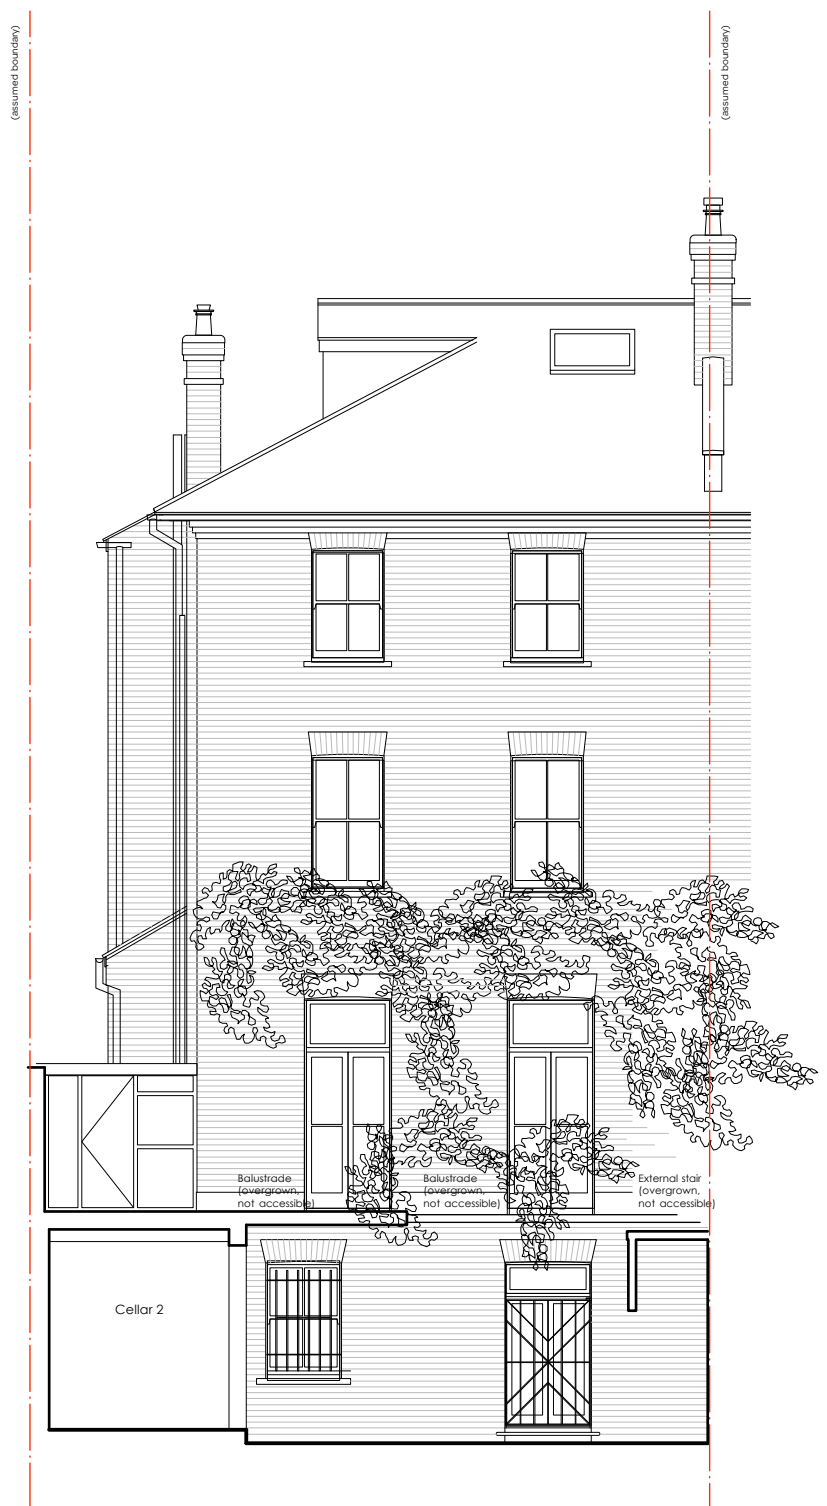 (assumed boundary)
(assumed boundary)
Balustrade
(overgrown,
not accessible)
Balustrade
(overgrown,
not accessible)
External stair
(overgrown,
not accessible)
Cellar 2